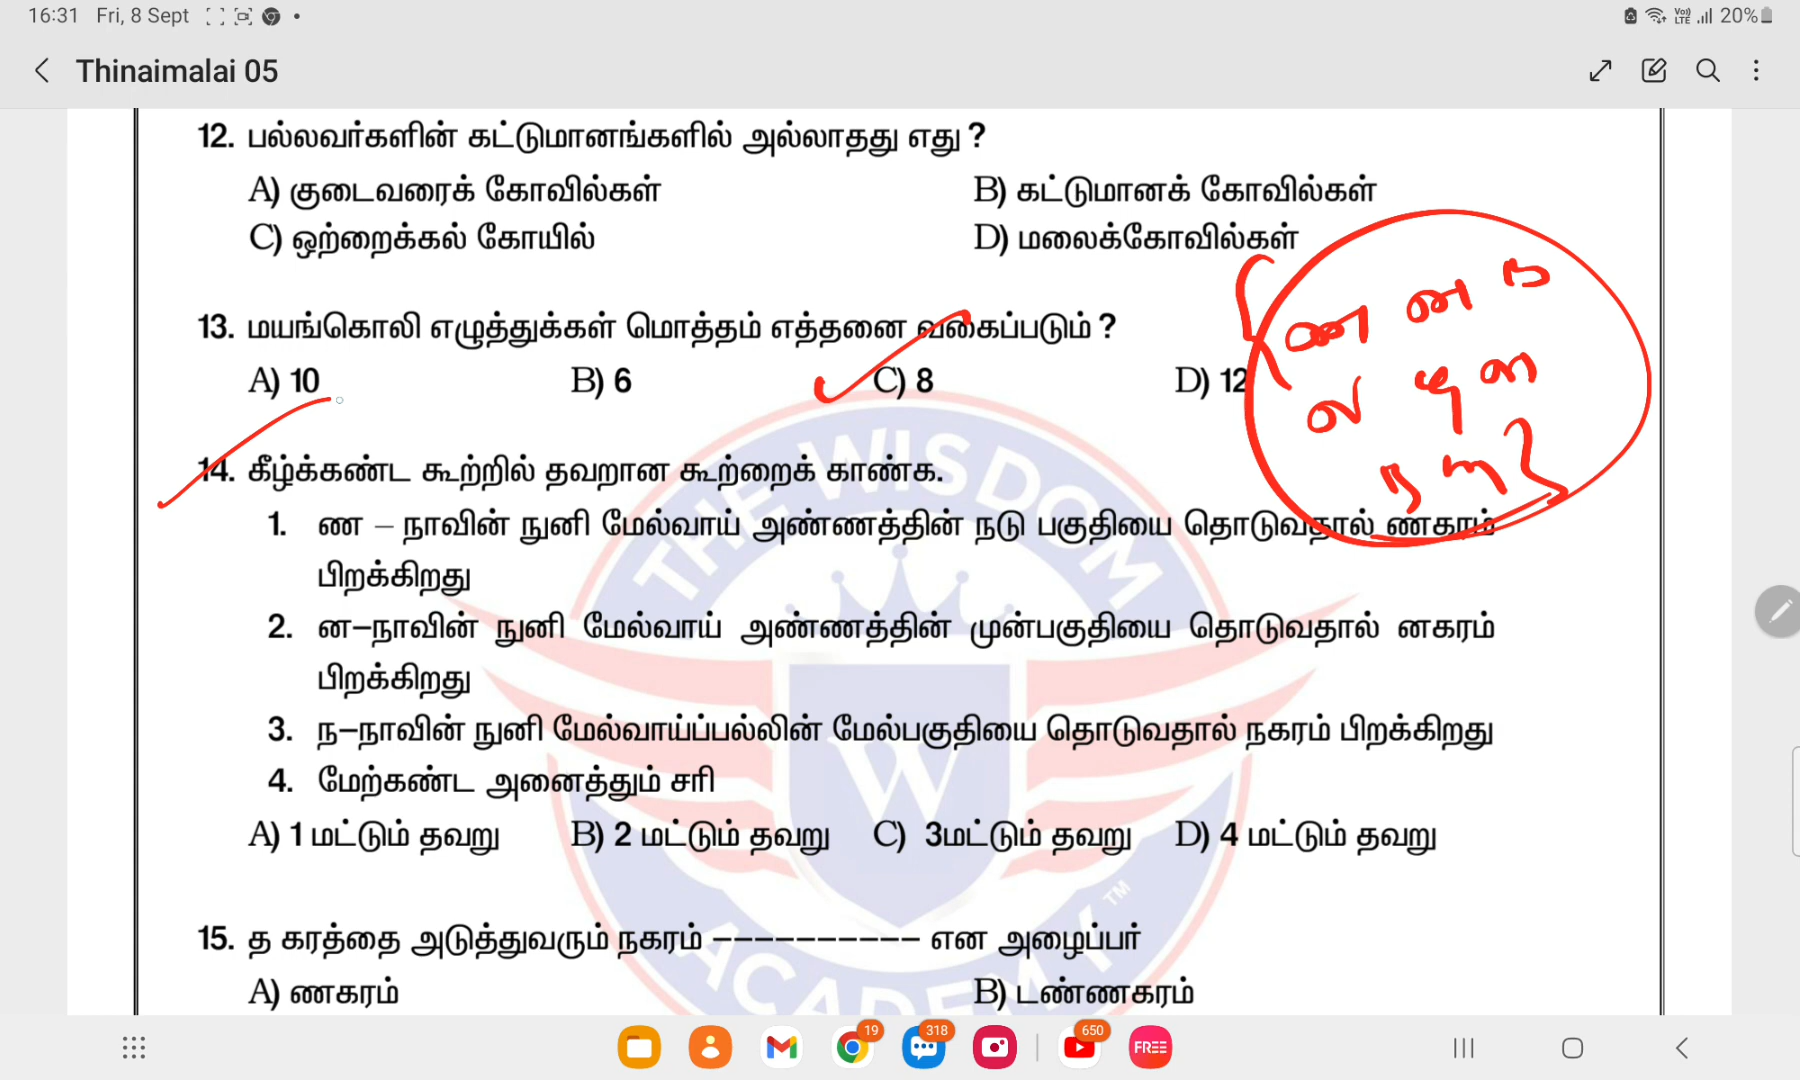 16:31 Fri, 8 Sept
20%
Thinaimalai 05
12. பல்லவர்களின் கட்டுமானங்களில் அல்லாதது எது ?
A) குடைவரைக் கோவில்கள் B) கட்டுமானக் கோவில்கள்
C) ஒற்றைக்கல் கோயில் D) மலைக்கோவில்கள்
13. மயங்கொலி எழுத்துக்கள் மொத்தம் எத்தனை வகைப்படும் ?
A) 10 B) 6 C) 8 D) 12
ண ன ந
ல ழ ள
ர ற
14. கீழ்க்கண்ட கூற்றில் தவறான கூற்றைக் காண்க.
1. ண – நாவின் நுனி மேல்வாய் அண்ணத்தின் நடு பகுதியை தொடுவதால் ணகரம்
பிறக்கிறது
2. ன–நாவின் நுனி மேல்வாய் அண்ணத்தின் முன்பகுதியை தொடுவதால் னகரம்
பிறக்கிறது
3. ந–நாவின் நுனி மேல்வாய்ப்பல்லின் மேல்பகுதியை தொடுவதால் நகரம் பிறக்கிறது
4. மேற்கண்ட அனைத்தும் சரி
A) 1 மட்டும் தவறு B) 2 மட்டும் தவறு C) 3மட்டும் தவறு D) 4 மட்டும் தவறு
15. த கரத்தை அடுத்துவரும் நகரம் ---------- என அழைப்பர்
A) ணகரம் B) டண்ணகரம்
THE WISDOM
W
ACADEMY™
19 318 650 FREE